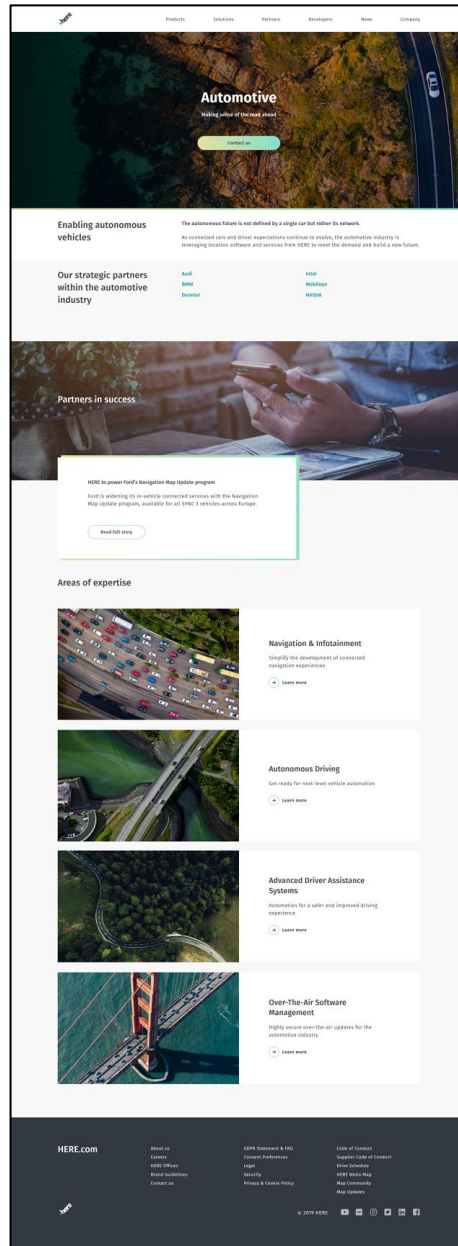 here
Products Solutions Partners Developers News Company
Automotive
Making sense of the road ahead
Contact us
Enabling autonomous
vehicles
The autonomous future is not defined by a single car but rather its network.
As connected cars and driver expectations continue to evolve, the automotive industry is
leveraging location software and services from HERE to meet the demand and build a new future.
Our strategic partners
within the automotive
industry
Audi
BMW
Daimler
Intel
Mobileye
NVIDIA
Partners in success
HERE to power Ford's Navigation Map Update program
Ford is widening its in-vehicle connected services with the Navigation
Map Update program, available for all SYNC 3 vehicles across Europe.
Read full story
Areas of expertise
Navigation & Infotainment
Simplify the development of connected
navigation experiences
Learn more
Autonomous Driving
Get ready for next-level vehicle automation
Learn more
Advanced Driver Assistance
Systems
Automation for a safer and improved driving
experience
Learn more
Over-The-Air Software
Management
Highly secure over-the-air updates for the
automotive industry
Learn more
HERE.com
About us
Careers
HERE Offices
Brand Guidelines
Contact us
GDPR Statement & FAQ
Consent Preferences
Legal
Security
Privacy & Cookie Policy
Code of Conduct
Supplier Code of Conduct
Drive Schedule
HERE WeGo Map
Map Community
Map Updates
here
© 2019 HERE